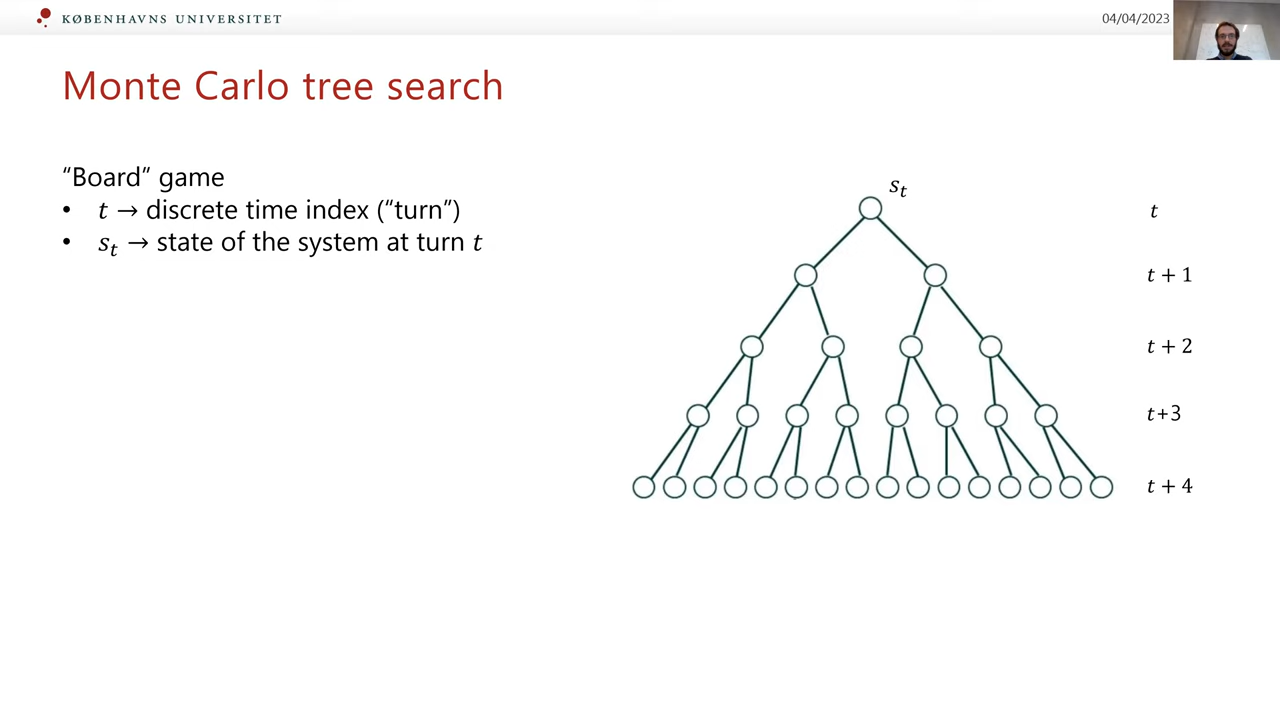 KØBENHAVNS UNIVERSITET
04/04/2023
Monte Carlo tree search
“Board” game
• t → discrete time index (“turn”)
• s_t → state of the system at turn t
s_t
t
t + 1
t + 2
t+3
t + 4